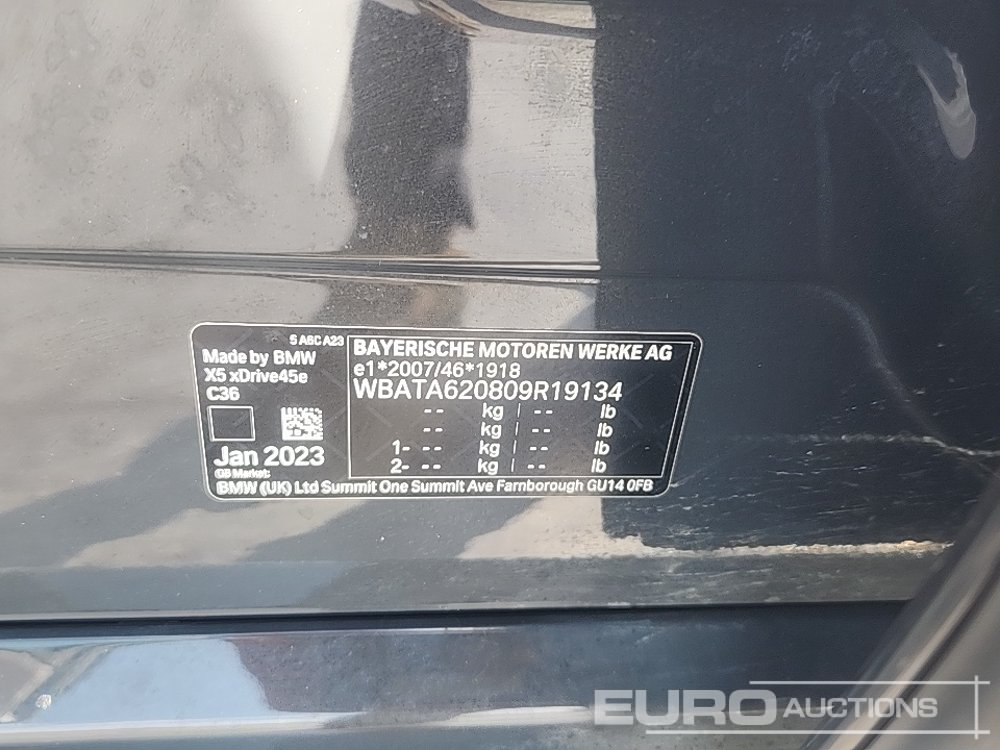 5 A6C A23
Made by BMW
X5 xDrive45e
C36
Jan 2023
GB Market:
BAYERISCHE MOTOREN WERKE AG
e1*2007/46*1918
WBATA620809R19134
-- kg | -- lb
-- kg | -- lb
1- -- kg | -- lb
2- -- kg | -- lb
BMW (UK) Ltd Summit One Summit Ave Farnborough GU14 0FB
EURO AUCTIONS